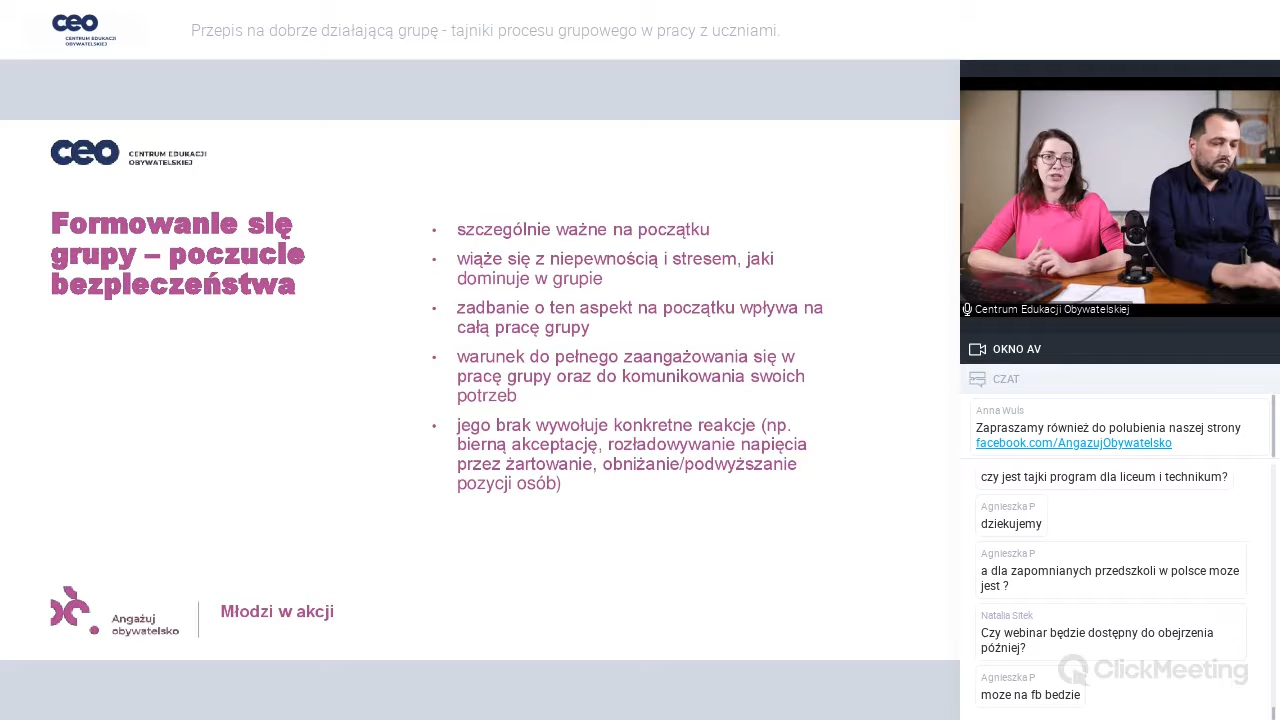 ceo
CENTRUM EDUKACJI
OBYWATELSKIEJ
Przepis na dobrze działającą grupę - tajniki procesu grupowego w pracy z uczniami.
ceo
CENTRUM EDUKACJI
OBYWATELSKIEJ
Formowanie się
grupy – poczucie
bezpieczeństwa
• szczególnie ważne na początku
• wiąże się z niepewnością i stresem, jaki
dominuje w grupie
• zadbanie o ten aspekt na początku wpływa na
całą pracę grupy
• warunek do pełnego zaangażowania się w
pracę grupy oraz do komunikowania swoich
potrzeb
• jego brak wywołuje konkretne reakcje (np.
bierną akceptację, rozładowywanie napięcia
przez żartowanie, obniżanie/podwyższanie
pozycji osób)
Angażuj
obywatelsko
Młodzi w akcji
Centrum Edukacji Obywatelskiej
OKNO AV
CZAT
Anna Wuls
Zapraszamy również do polubienia naszej strony
facebook.com/AngazujObywatelsko
czy jest tajki program dla liceum i technikum?
Agnieszka P
dziekujemy
Agnieszka P
a dla zapomnianych przedszkoli w polsce moze
jest ?
Natalia Sitek
Czy webinar będzie dostępny do obejrzenia
później?
Agnieszka P
moze na fb bedzie
ClickMeeting